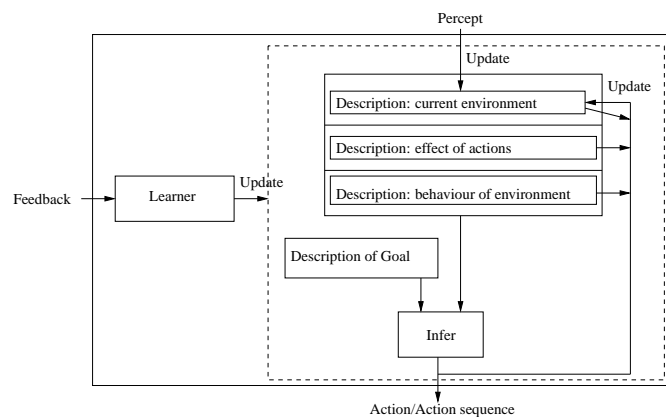 Percept
Update
Update
Description: current environment
Description: effect of actions
Description: behaviour of environment
Feedback
Learner
Update
Description of Goal
Infer
Action/Action sequence